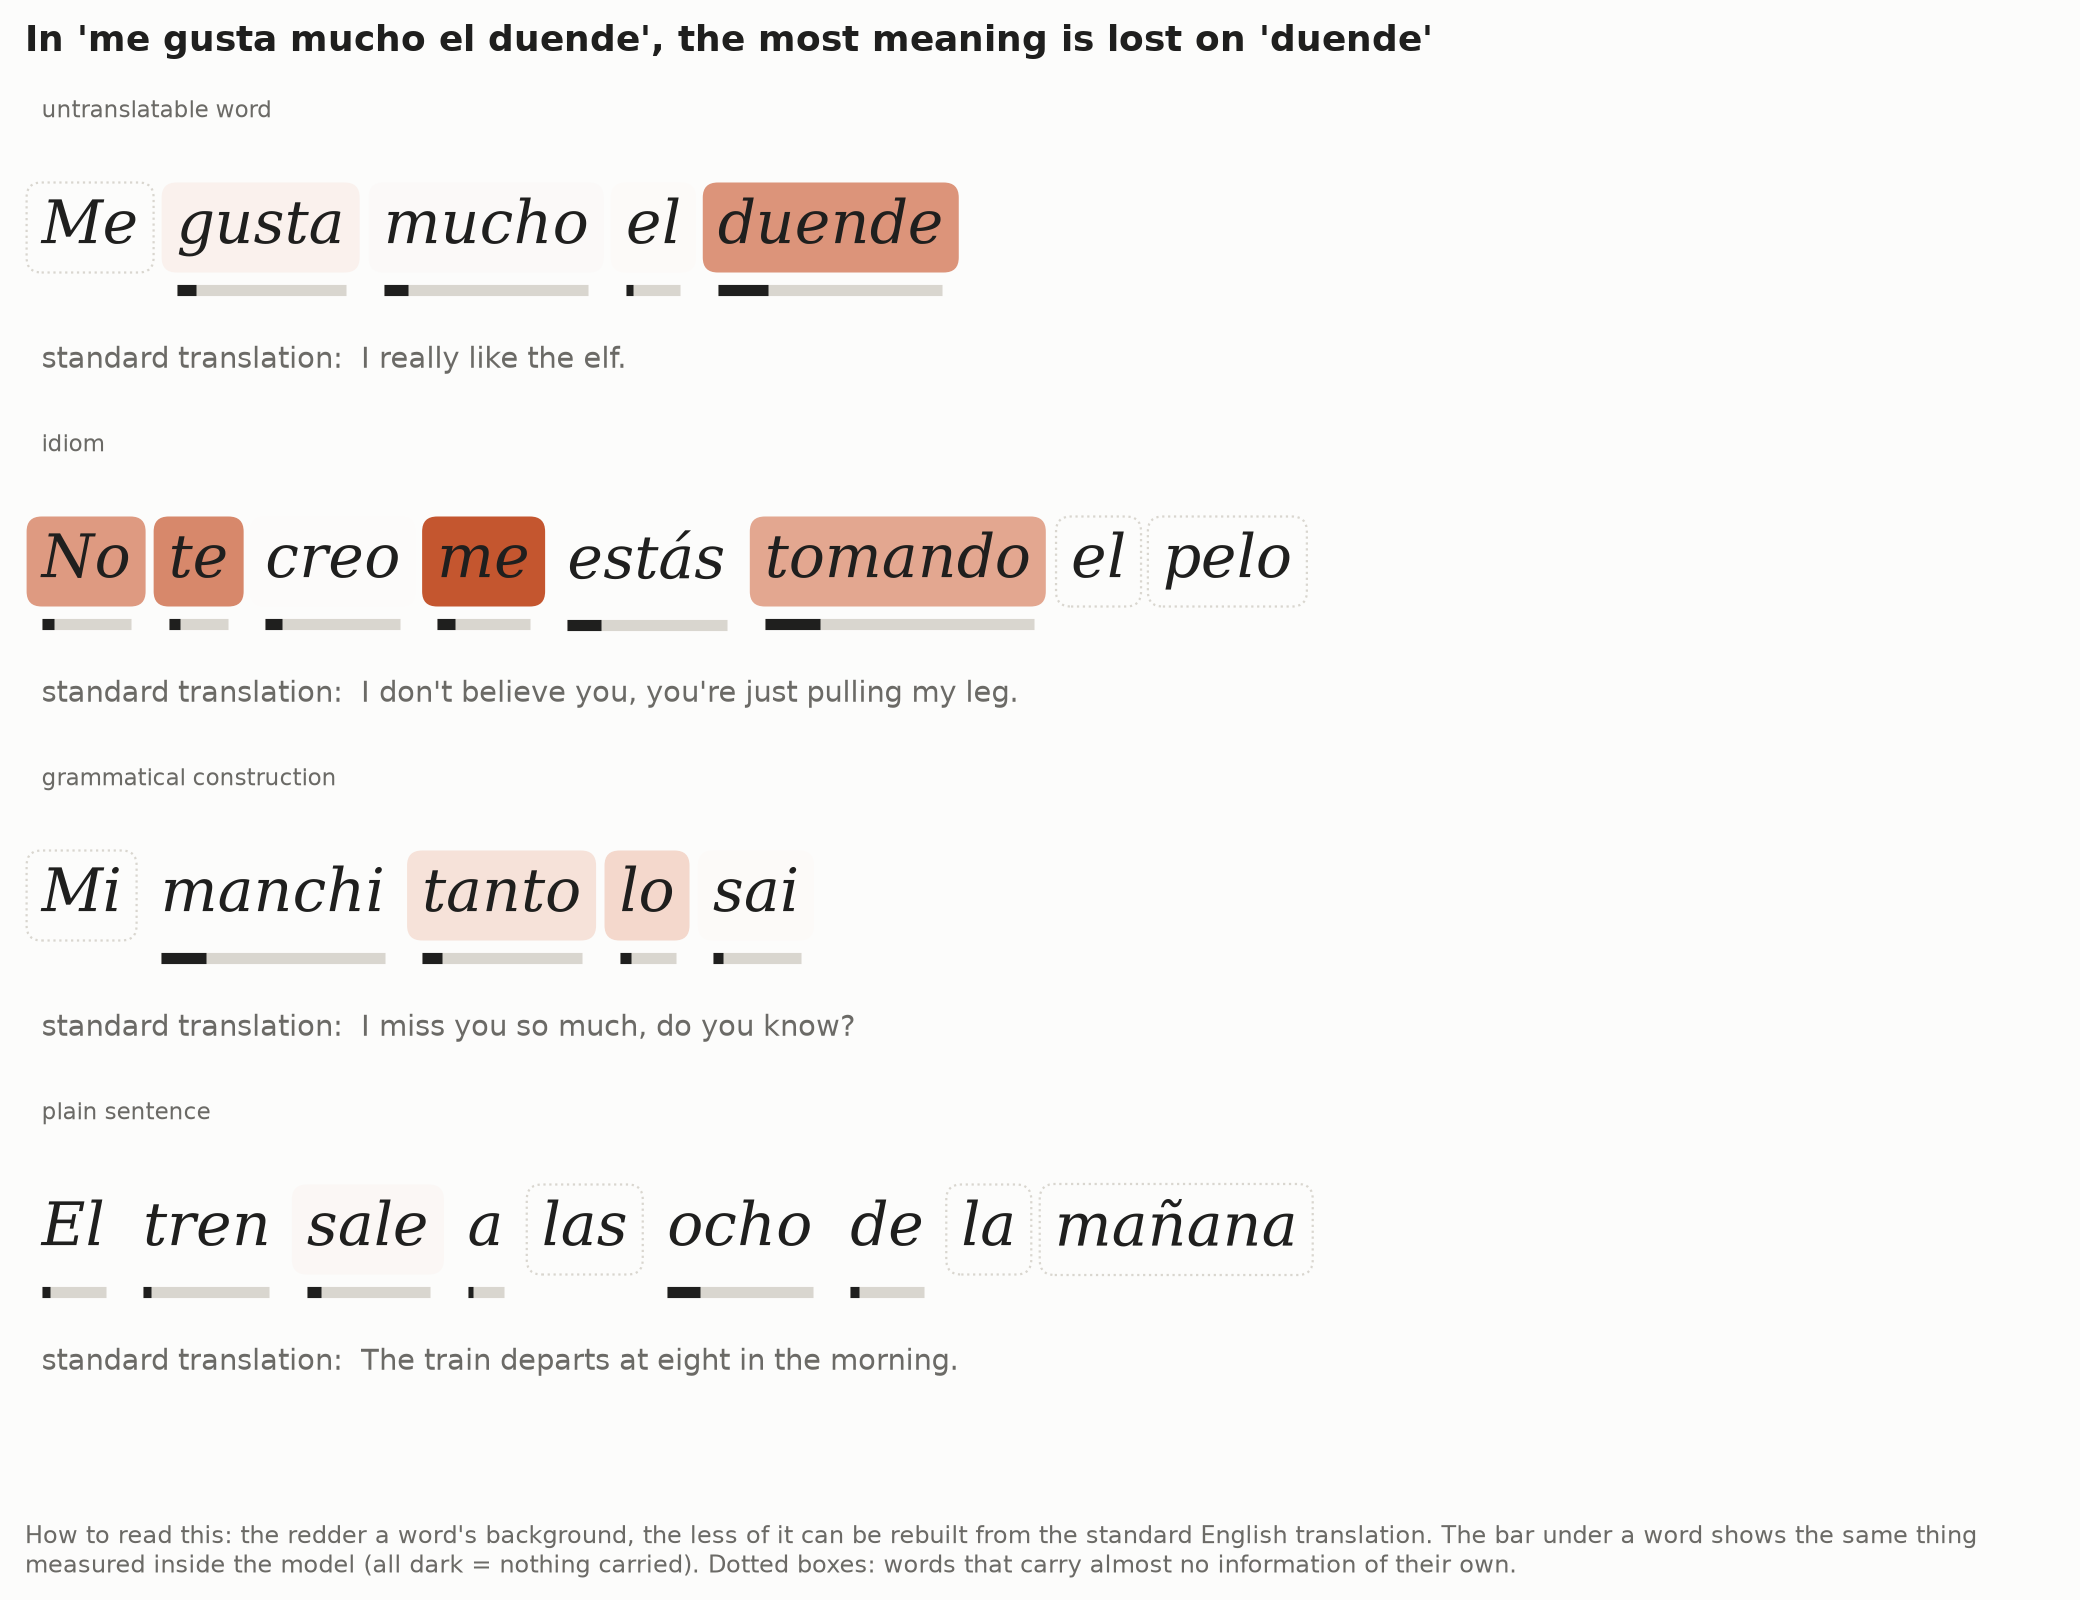 In 'me gusta mucho el duende', the most meaning is lost on 'duende'
untranslatable word
Me gusta mucho el duende
standard translation: I really like the elf.
idiom
No te creo me estás tomando el pelo
standard translation: I don't believe you, you're just pulling my leg.
grammatical construction
Mi manchi tanto lo sai
standard translation: I miss you so much, do you know?
plain sentence
El tren sale a las ocho de la mañana
standard translation: The train departs at eight in the morning.
How to read this: the redder a word's background, the less of it can be rebuilt from the standard English translation. The bar under a word shows the same thing
measured inside the model (all dark = nothing carried). Dotted boxes: words that carry almost no information of their own.